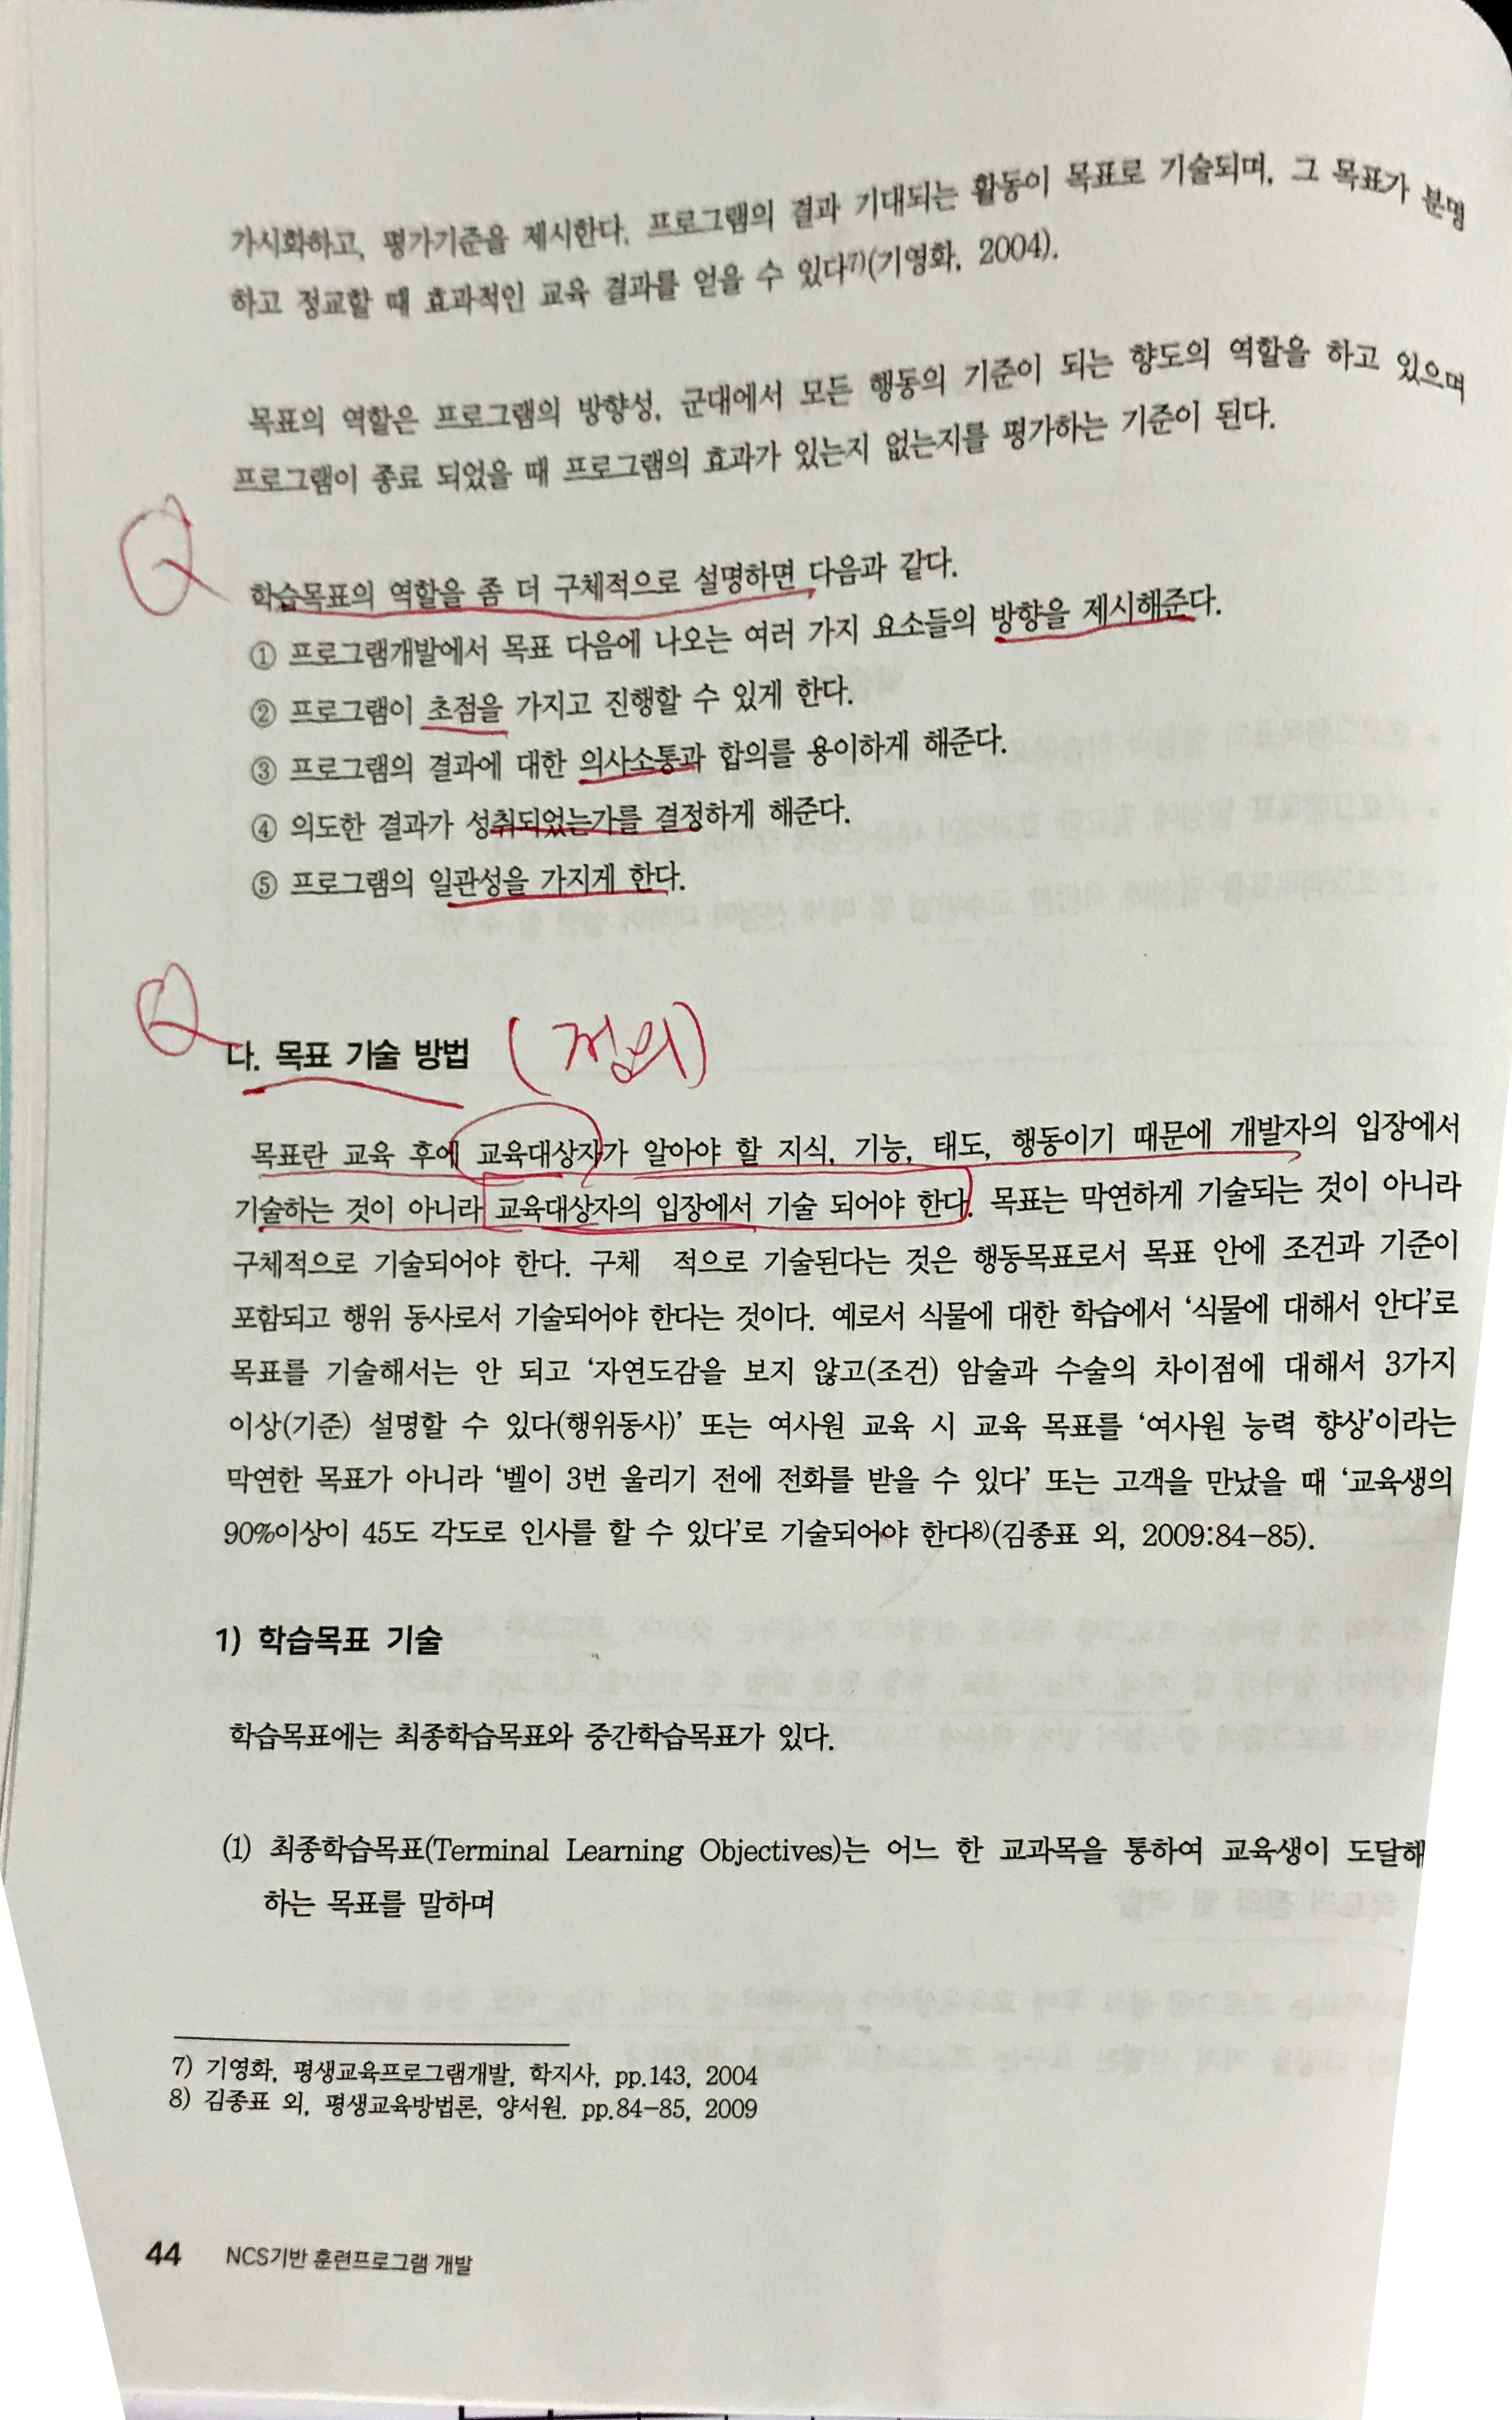 가시화하고, 평가기준을 제시한다. 프로그램의 결과 기대되는 활동이 목표로 기술되며, 그 목표가 분명
하고 정교할 때 효과적인 교육 결과를 얻을 수 있다7)(기영화, 2004).
목표의 역할은 프로그램의 방향성, 군대에서 모든 행동의 기준이 되는 향도의 역할을 하고 있으며
프로그램이 종료 되었을 때 프로그램의 효과가 있는지 없는지를 평가하는 기준이 된다.
Q
학습목표의 역할을 좀 더 구체적으로 설명하면 다음과 같다.
① 프로그램개발에서 목표 다음에 나오는 여러 가지 요소들의 방향을 제시해준다.
② 프로그램이 초점을 가지고 진행할 수 있게 한다.
③ 프로그램의 결과에 대한 의사소통과 합의를 용이하게 해준다.
④ 의도한 결과가 성취되었는가를 결정하게 해준다.
⑤ 프로그램의 일관성을 가지게 한다.
Q
다. 목표 기술 방법 (정의)
목표란 교육 후에 교육대상자가 알아야 할 지식, 기능, 태도, 행동이기 때문에 개발자의 입장에서
기술하는 것이 아니라 교육대상자의 입장에서 기술 되어야 한다. 목표는 막연하게 기술되는 것이 아니라
구체적으로 기술되어야 한다. 구체 적으로 기술된다는 것은 행동목표로서 목표 안에 조건과 기준이
포함되고 행위 동사로서 기술되어야 한다는 것이다. 예로서 식물에 대한 학습에서 ‘식물에 대해서 안다’로
목표를 기술해서는 안 되고 ‘자연도감을 보지 않고(조건) 암술과 수술의 차이점에 대해서 3가지
이상(기준) 설명할 수 있다(행위동사)’ 또는 여사원 교육 시 교육 목표를 ‘여사원 능력 향상’이라는
막연한 목표가 아니라 ‘벨이 3번 울리기 전에 전화를 받을 수 있다’ 또는 고객을 만났을 때 ‘교육생의
90%이상이 45도 각도로 인사를 할 수 있다’로 기술되어야 한다8)(김종표 외, 2009:84-85).
1) 학습목표 기술
학습목표에는 최종학습목표와 중간학습목표가 있다.
(1) 최종학습목표(Terminal Learning Objectives)는 어느 한 교과목을 통하여 교육생이 도달해
하는 목표를 말하며
7) 기영화, 평생교육프로그램개발, 학지사, pp.143, 2004
8) 김종표 외, 평생교육방법론, 양서원. pp.84-85, 2009
44 NCS기반 훈련프로그램 개발